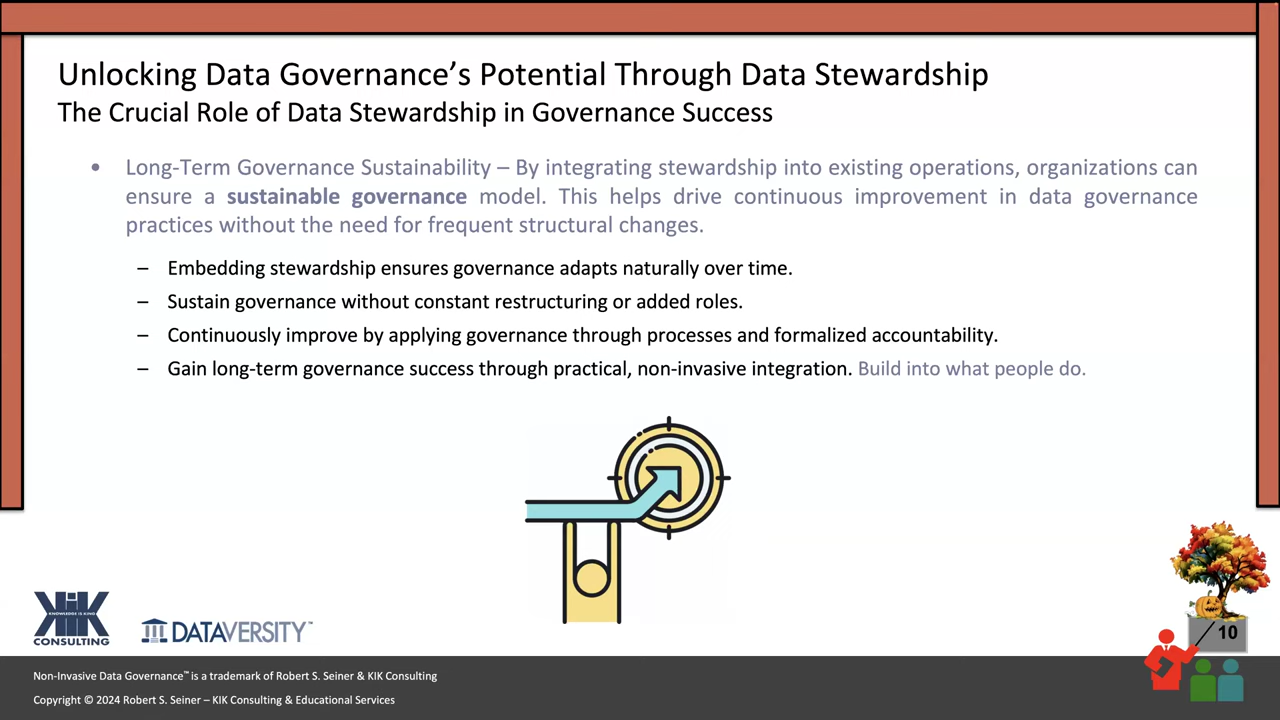 Unlocking Data Governance’s Potential Through Data Stewardship
The Crucial Role of Data Stewardship in Governance Success
• Long-Term Governance Sustainability – By integrating stewardship into existing operations, organizations can
ensure a sustainable governance model. This helps drive continuous improvement in data governance
practices without the need for frequent structural changes.
– Embedding stewardship ensures governance adapts naturally over time.
– Sustain governance without constant restructuring or added roles.
– Continuously improve by applying governance through processes and formalized accountability.
– Gain long-term governance success through practical, non-invasive integration. Build into what people do.
KIK
KNOWLEDGE IS KING
CONSULTING
DATAVERSITY™
10
Non-Invasive Data Governance™ is a trademark of Robert S. Seiner & KIK Consulting
Copyright © 2024 Robert S. Seiner – KIK Consulting & Educational Services